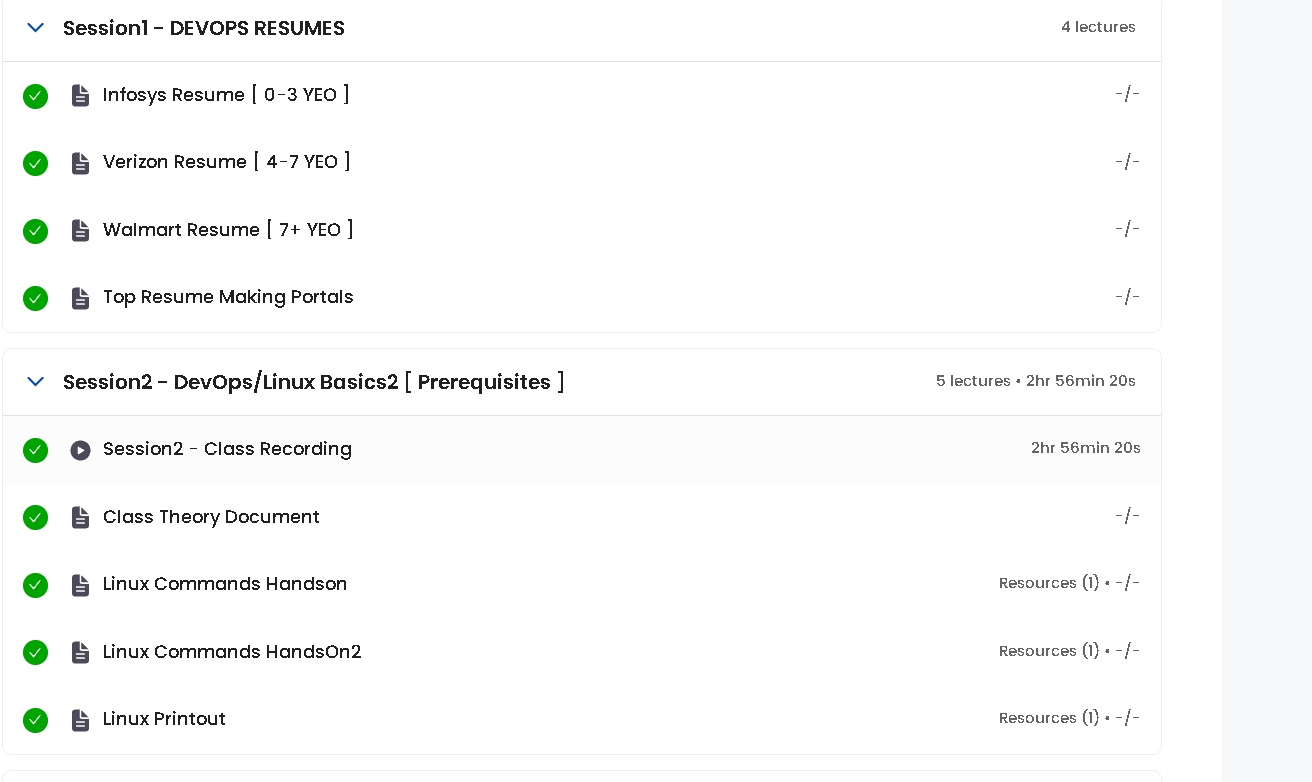 Session1 - DEVOPS RESUMES 4 lectures
Infosys Resume [ 0-3 YEO ] -/-
Verizon Resume [ 4-7 YEO ] -/-
Walmart Resume [ 7+ YEO ] -/-
Top Resume Making Portals -/-
Session2 - DevOps/Linux Basics2 [ Prerequisites ] 5 lectures • 2hr 56min 20s
Session2 - Class Recording 2hr 56min 20s
Class Theory Document -/-
Linux Commands Handson Resources (1) • -/-
Linux Commands HandsOn2 Resources (1) • -/-
Linux Printout Resources (1) • -/-